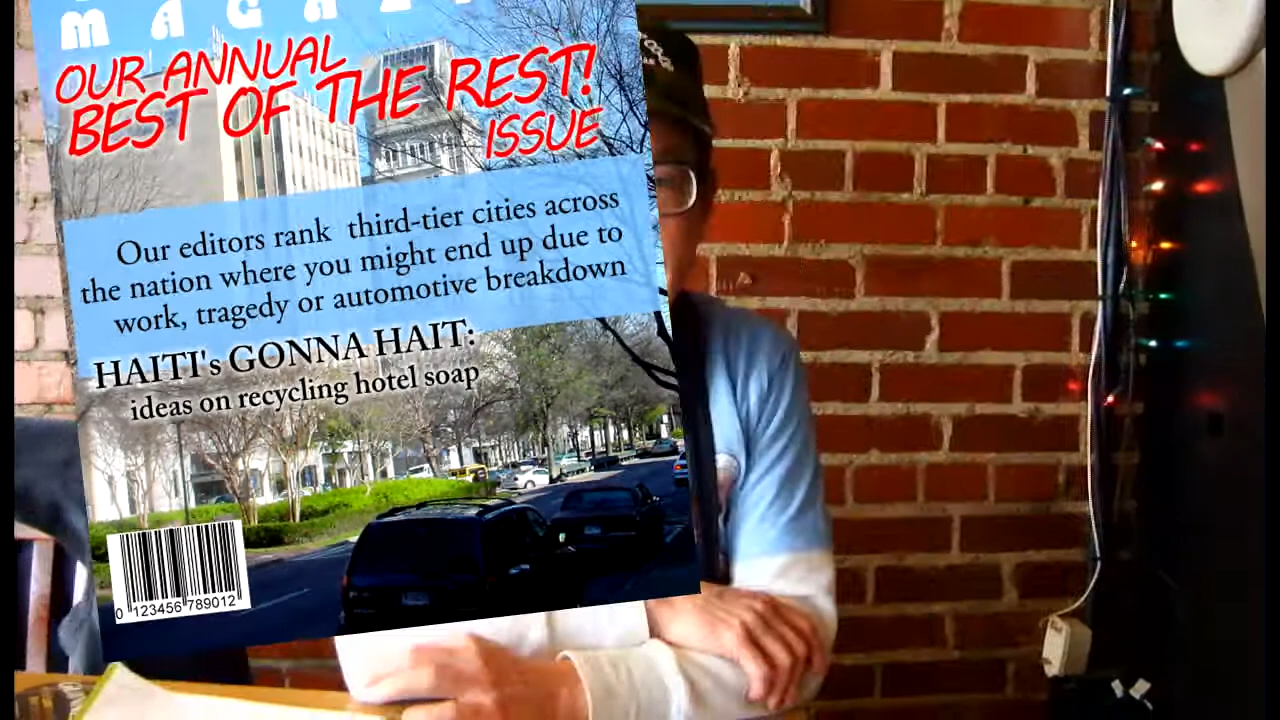 OUR ANNUAL
BEST OF THE REST!
ISSUE
Our editors rank third-tier cities across
the nation where you might end up due to
work, tragedy or automotive breakdown
HAITI's GONNA HAIT:
ideas on recycling hotel soap
0 123456 789012